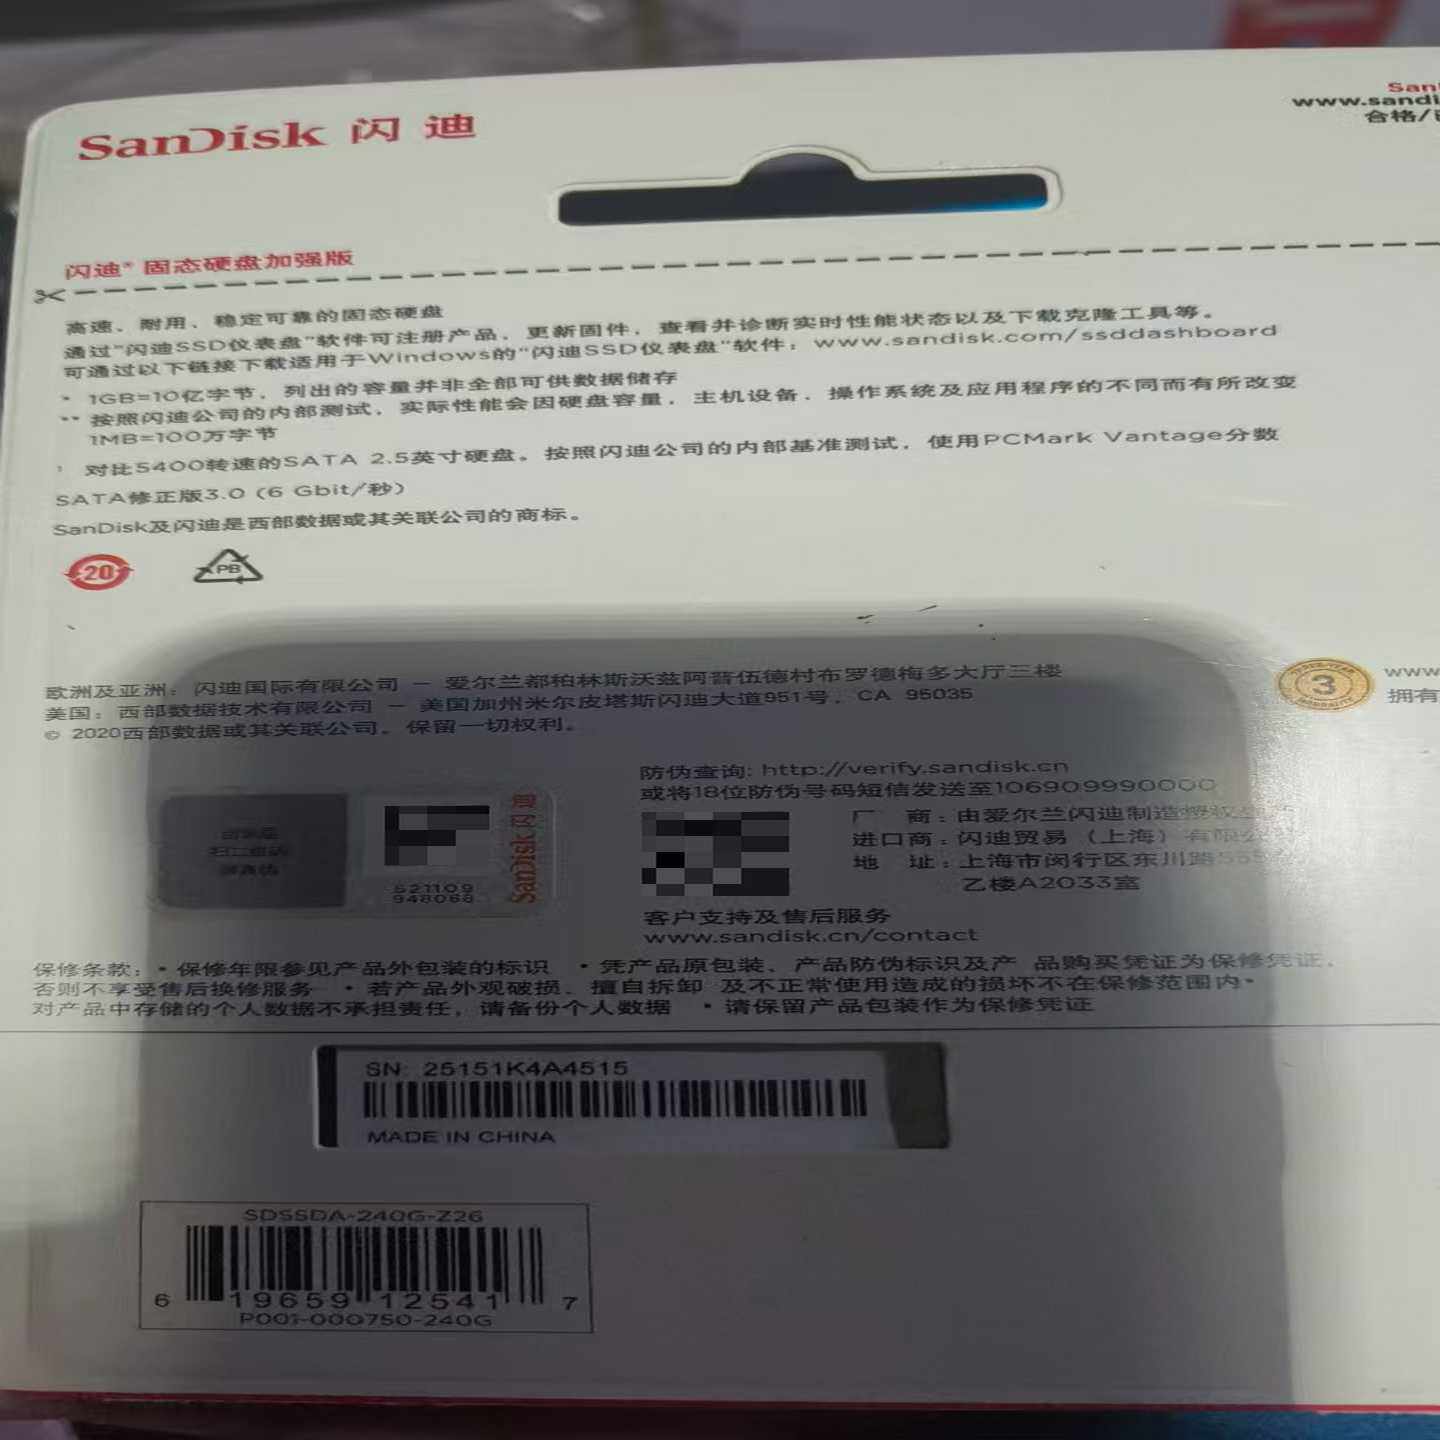 SanDisk 闪迪
www.sandi
合格/
闪迪® 固态硬盘加强版
高速、耐用、稳定可靠的固态硬盘
通过"闪迪SSD仪表盘"软件可注册产品，更新固件，查看并诊断实时性能状态以及下载克隆工具等。
可通过以下链接下载适用于Windows的"闪迪SSD仪表盘"软件：www.sandisk.com/ssddashboard
* 1GB=10亿字节，列出的容量并非全部可供数据储存
** 按照闪迪公司的内部测试，实际性能会因硬盘容量，主机设备，操作系统及应用程序的不同而有所改变
1MB=100万字节
¹ 对比5400转速的SATA 2.5英寸硬盘。按照闪迪公司的内部基准测试，使用PCMark Vantage分数
SATA修正版3.0 (6 Gbit/秒)
SanDisk及闪迪是西部数据或其关联公司的商标。
20
PB
欧洲及亚洲：闪迪国际有限公司 – 爱尔兰都柏林斯沃兹阿普伍德村布罗德梅多大厅三楼
美国：西部数据技术有限公司 – 美国加州米尔皮塔斯闪迪大道951号，CA 95035
© 2020西部数据或其关联公司。保留一切权利。
3
www
拥有
防伪查询: http://verify.sandisk.cn
或将18位防伪号码短信发送至106909990000
521109
948068
SanDisk闪迪
厂 商：由爱尔兰闪迪制造授权
进口商：闪迪贸易（上海）有限公
地 址：上海市闵行区东川路555
乙楼A2033室
客户支持及售后服务
www.sandisk.cn/contact
保修条款：• 保修年限参见产品外包装的标识 • 凭产品原包装、产品防伪标识及产 品购买凭证为保修凭证，
否则不享受售后换修服务 • 若产品外观破损、擅自拆卸 及不正常使用造成的损坏不在保修范围内•
对产品中存储的个人数据不承担责任，请备份个人数据 • 请保留产品包装作为保修凭证
SN: 25151K4A4515
MADE IN CHINA
SDSSDA-240G-Z26
6 19659 12541 7
P001-000750-240G